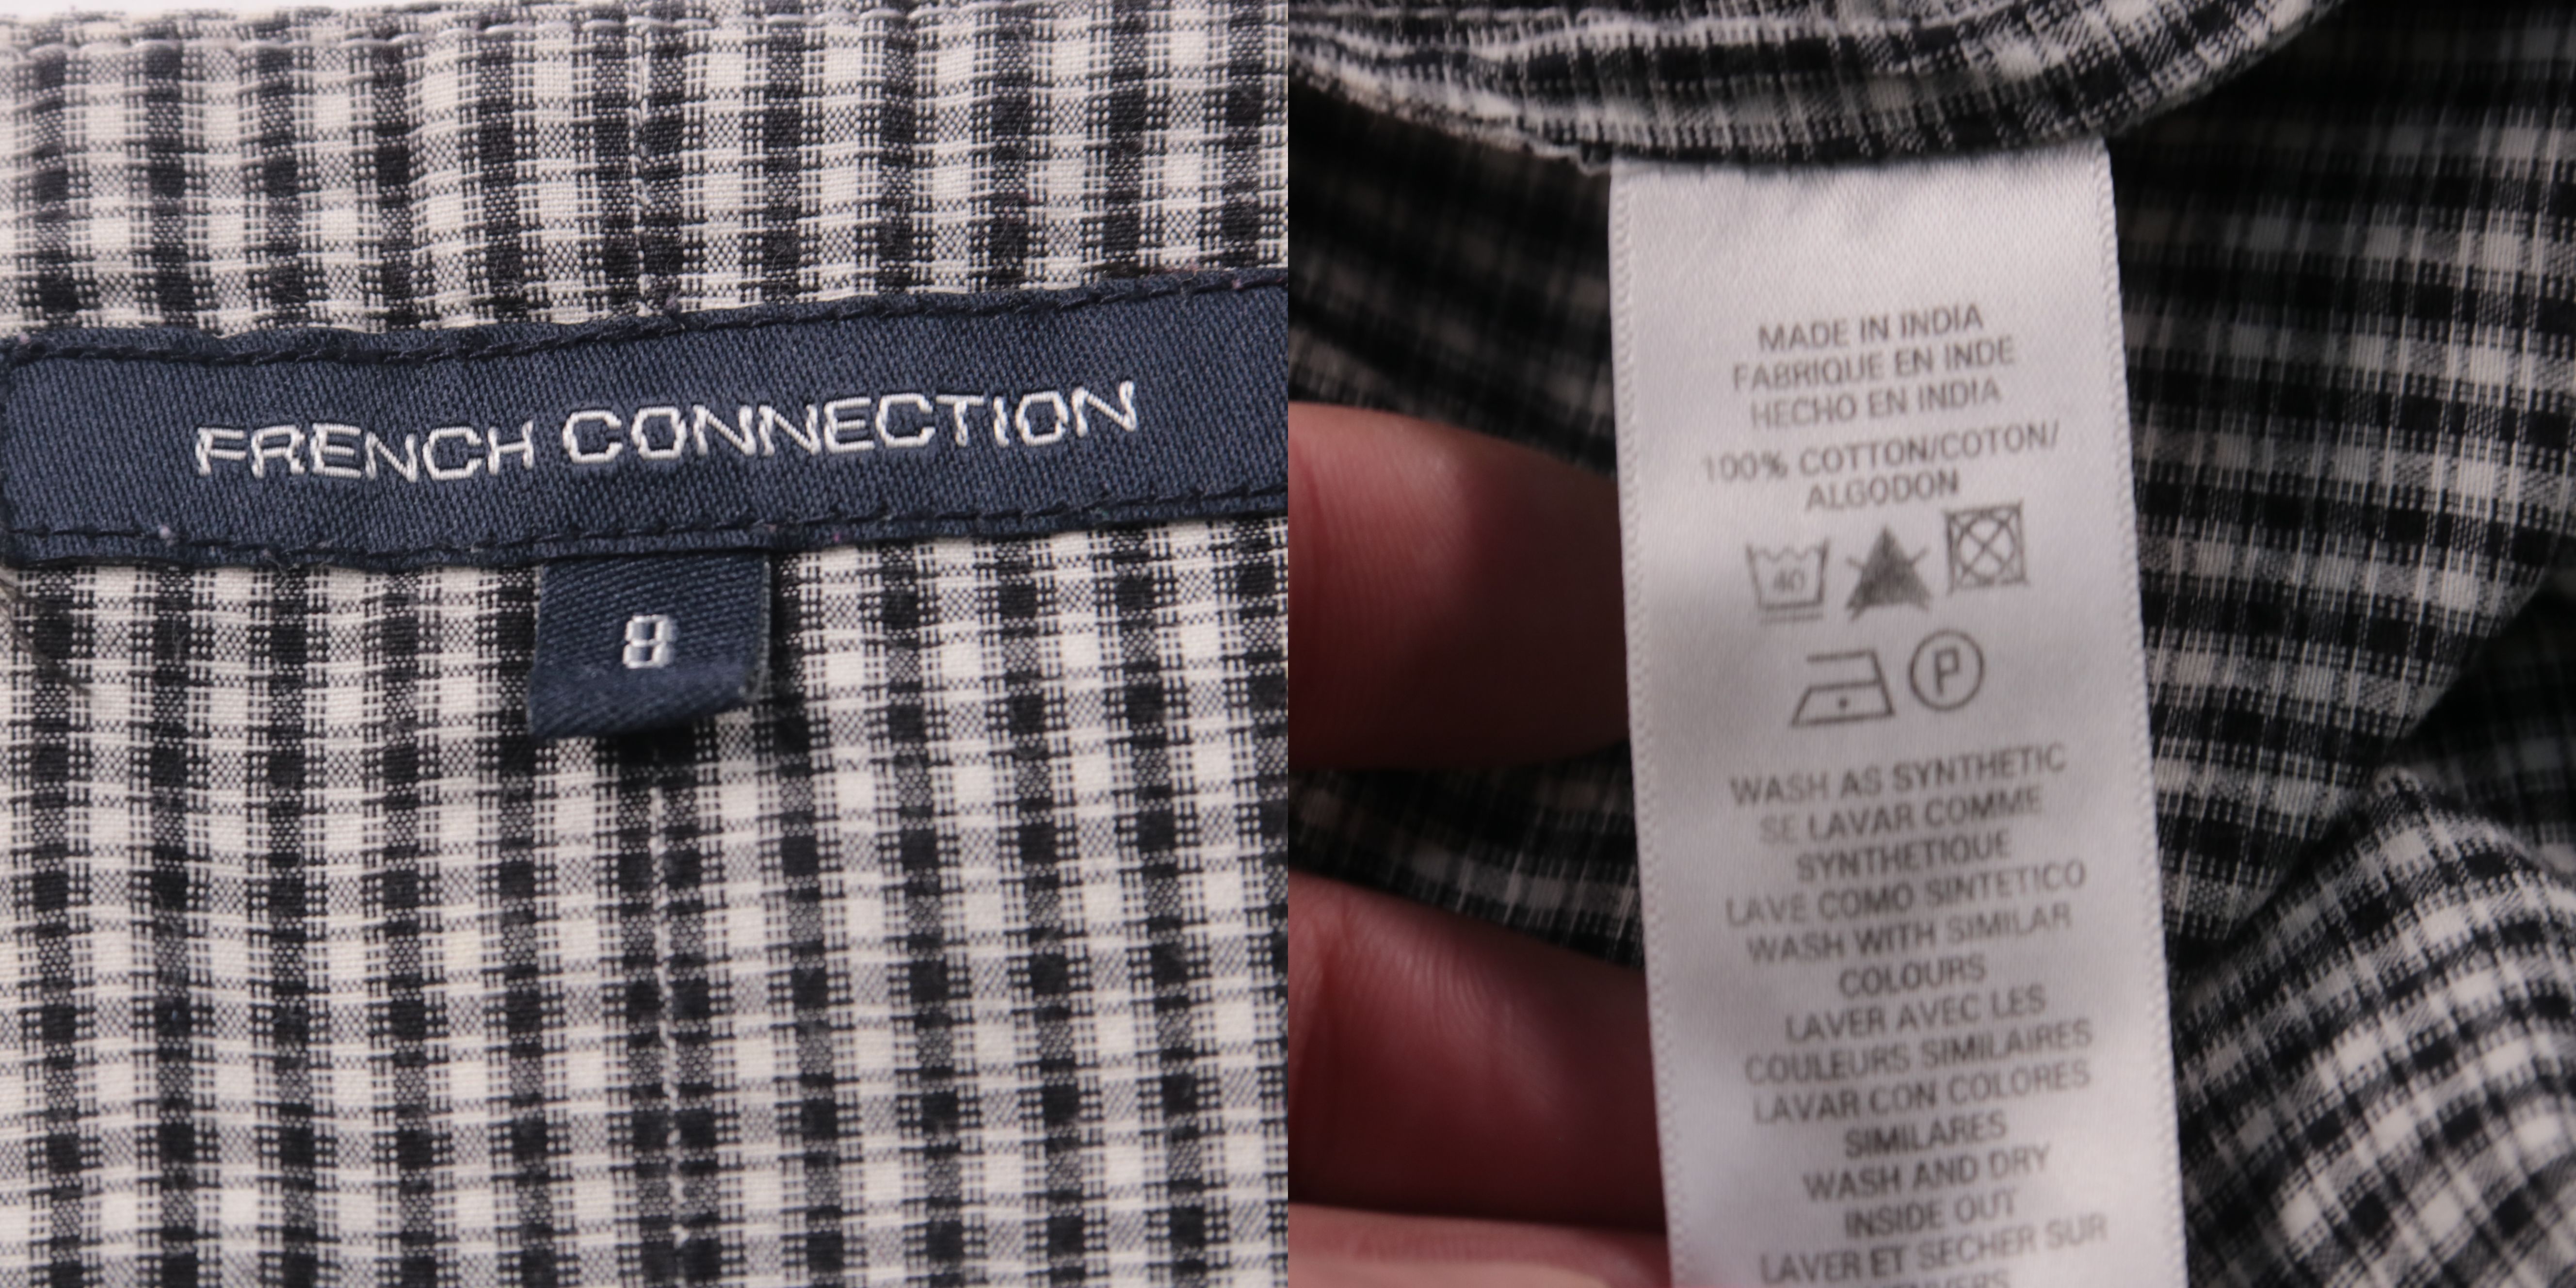 FRENCH CONNECTION
8
MADE IN INDIA
FABRIQUE EN INDE
HECHO EN INDIA
100% COTTON/COTON/
ALGODON
40
P
WASH AS SYNTHETIC
SE LAVAR COMME
SYNTHETIQUE
LAVE COMO SINTETICO
WASH WITH SIMILAR
COLOURS
LAVER AVEC LES
COULEURS SIMILAIRES
LAVAR CON COLORES
SIMILARES
WASH AND DRY
INSIDE OUT
LAVER ET SECHER SUR